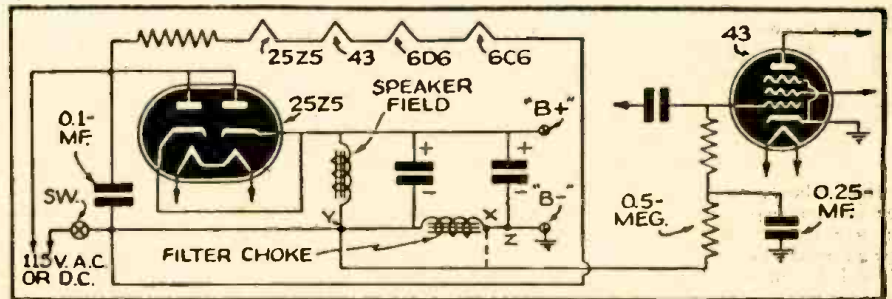 25Z5
43
6D6
6C6
43
25Z5
SPEAKER
FIELD
"B+"
0.1-
MF.
+
+
-
-
SW.
Y
X
"B-"
Z
0.5-
MEG.
0.25-
MF.
FILTER CHOKE
115 V. A.C.
OR D.C.